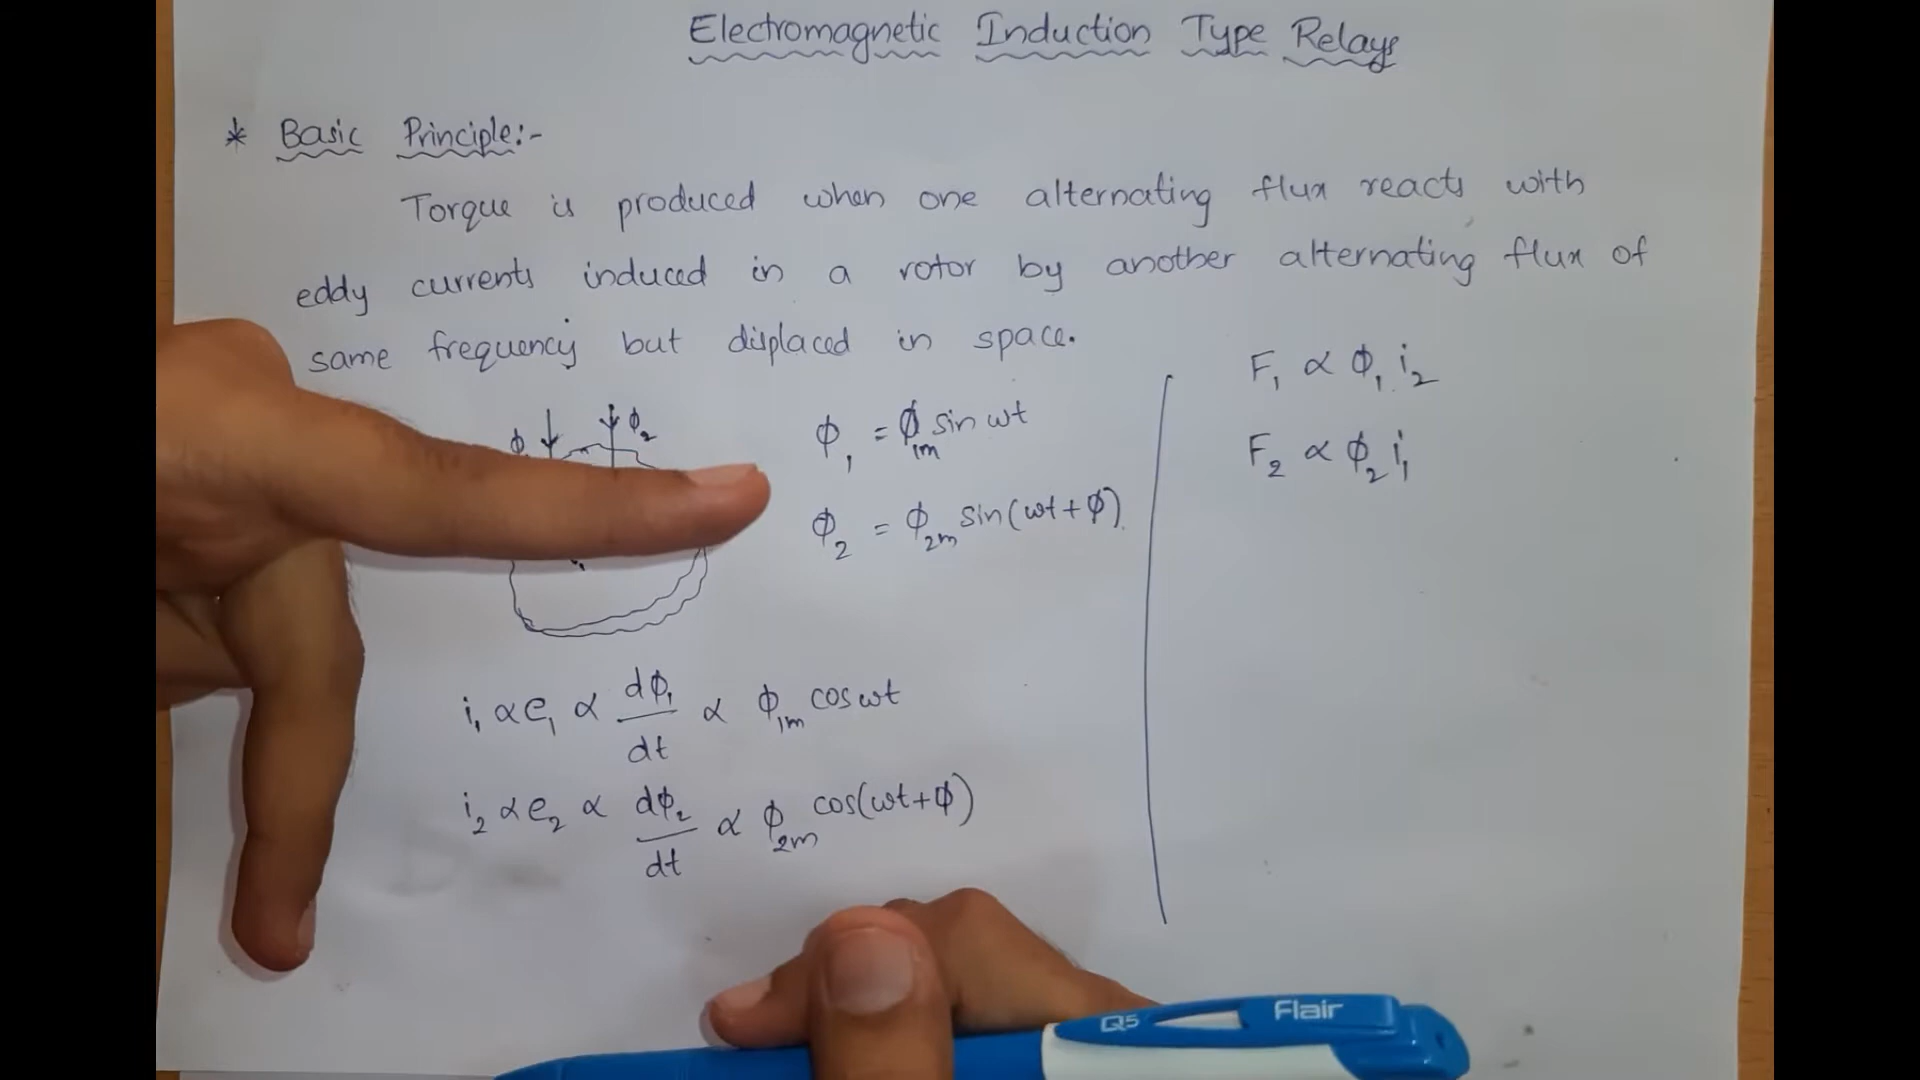 Electromagnetic Induction Type Relays
* Basic Principle:-
Torque is produced when one alternating flux reacts with
eddy currents induced in a rotor by another alternating flux of
same frequency but displaced in space.
ϕ ϕ₂
ϕ₁ = ϕ₁m sin ωt
ϕ₂ = ϕ₂m sin(ωt+ϕ)
i₁ ∝ e₁ ∝ dϕ₁/dt ∝ ϕ₁m cos ωt
i₂ ∝ e₂ ∝ dϕ₂/dt ∝ ϕ₂m cos(ωt+ϕ)
F₁ ∝ ϕ₁ i₂
F₂ ∝ ϕ₂ i₁
Q5 Flair